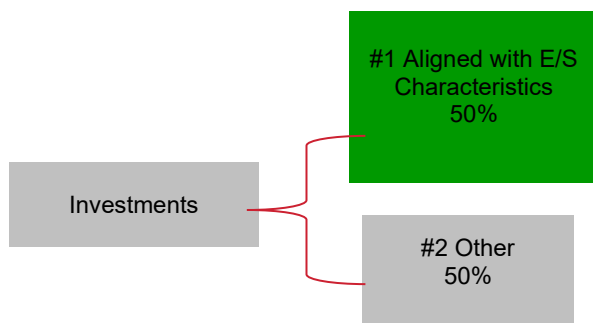 #1 Aligned with E/S
Characteristics
50%
Investments
#2 Other
50%